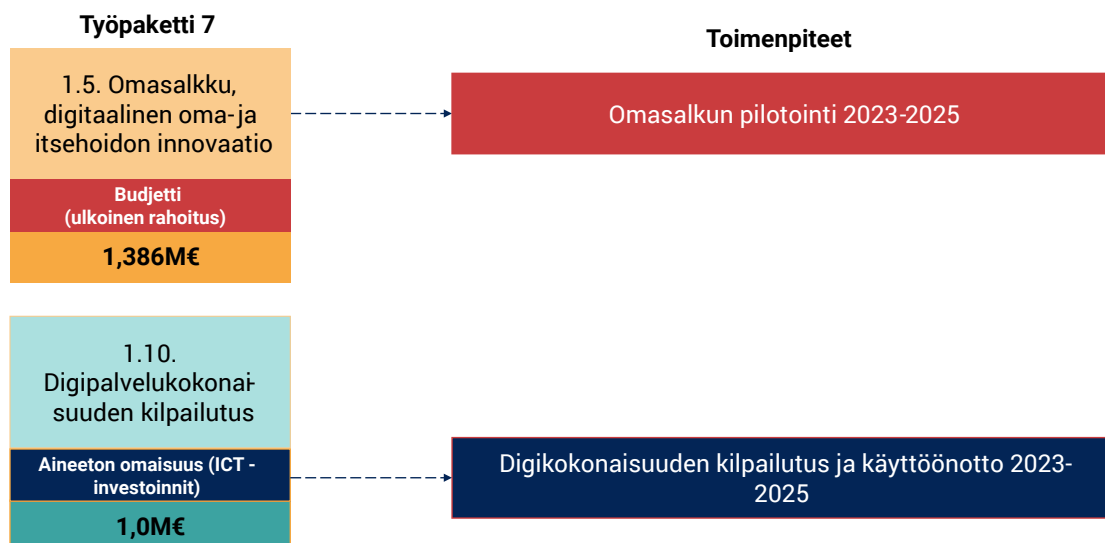 Työpaketti 7
Toimenpiteet
1.5. Omasalkku,
digitaalinen oma- ja
itsehoidon innovaatio
Omasalkun pilotointi 2023-2025
Budjetti
(ulkoinen rahoitus)
1,386M€
1.10.
Digipalvelukokonai-
suuden kilpailutus
Aineeton omaisuus (ICT -
investoinnit)
Digikokonaisuuden kilpailutus ja käyttöönotto 2023-
2025
1,0M€